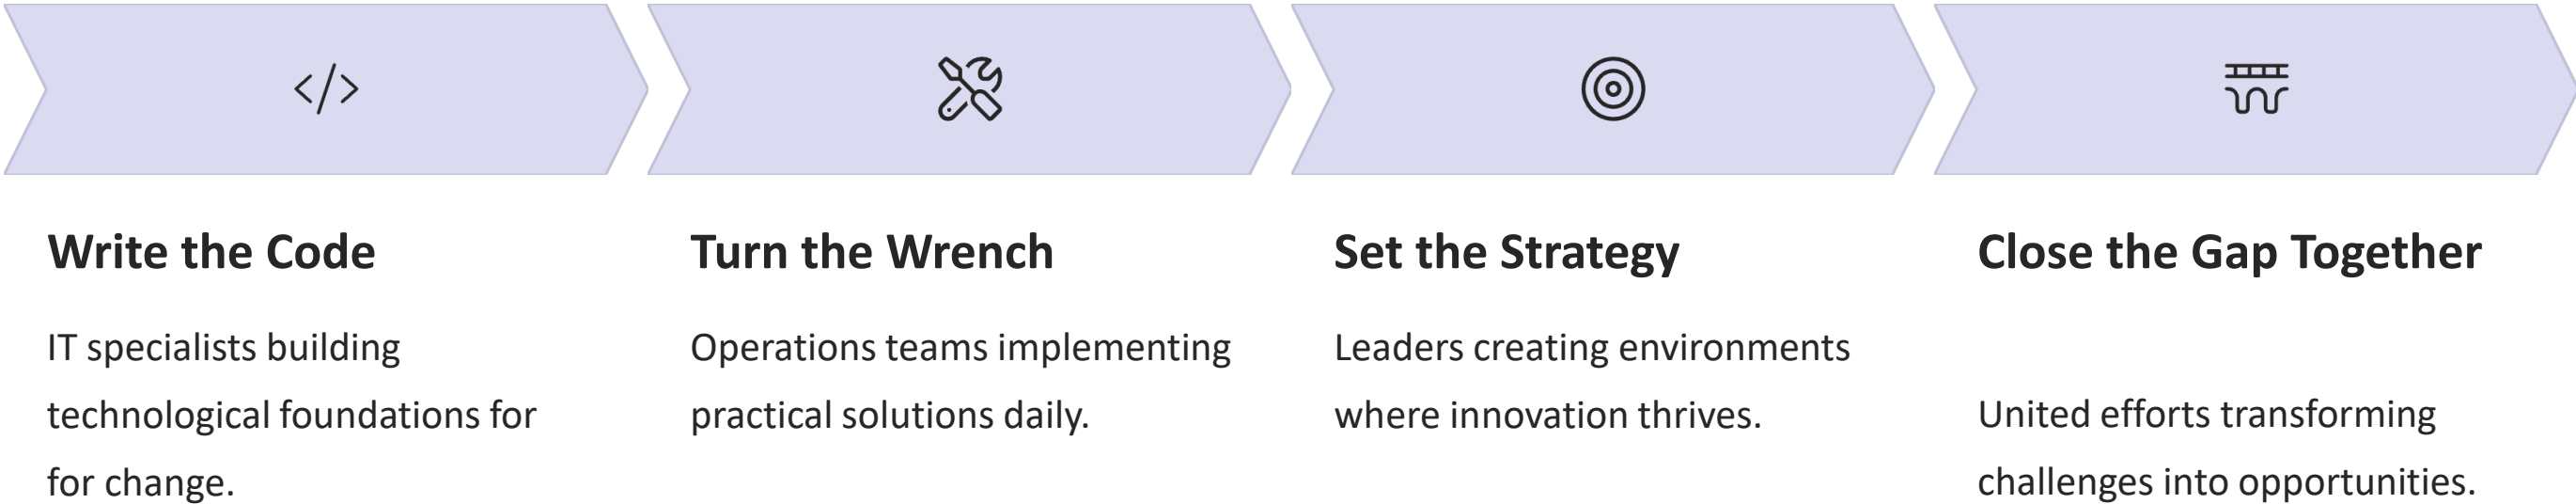 Write the Code
IT specialists building
technological foundations for
for change.
Turn the Wrench
Operations teams implementing
practical solutions daily.
Set the Strategy
Leaders creating environments
where innovation thrives.
Close the Gap Together
United efforts transforming
challenges into opportunities.